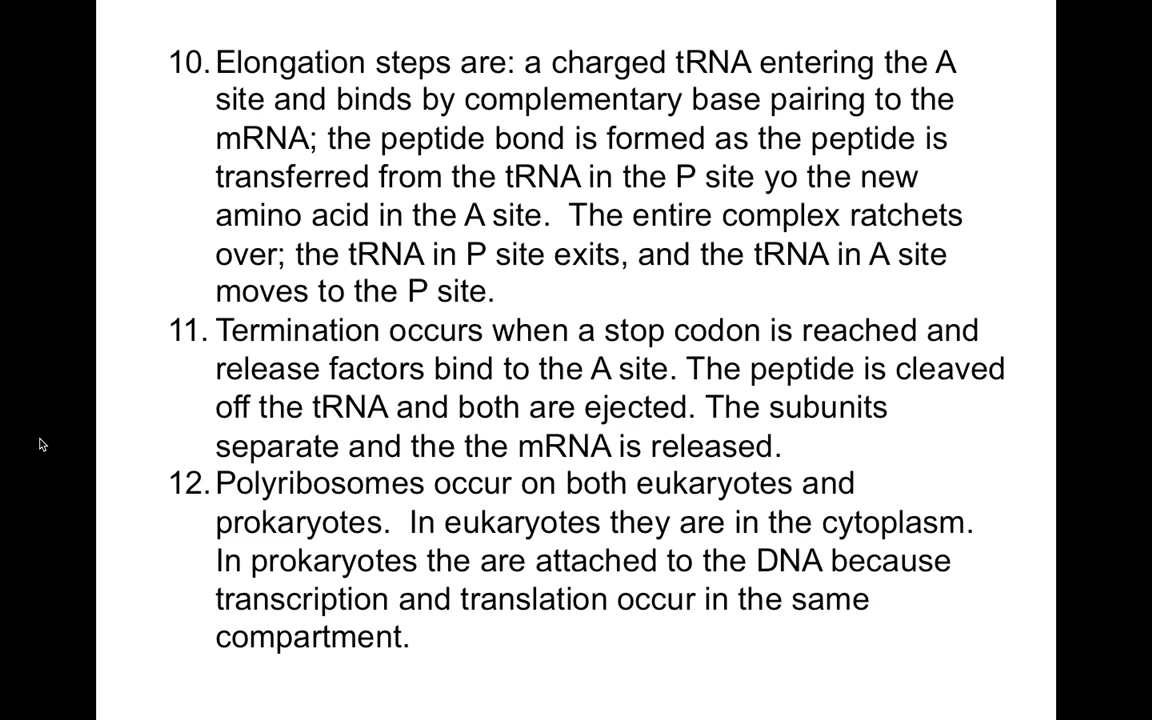 10. Elongation steps are: a charged tRNA entering the A
site and binds by complementary base pairing to the
mRNA; the peptide bond is formed as the peptide is
transferred from the tRNA in the P site yo the new
amino acid in the A site.  The entire complex ratchets
over; the tRNA in P site exits, and the tRNA in A site
moves to the P site.
11. Termination occurs when a stop codon is reached and
release factors bind to the A site. The peptide is cleaved
off the tRNA and both are ejected. The subunits
separate and the the mRNA is released.
12. Polyribosomes occur on both eukaryotes and
prokaryotes.  In eukaryotes they are in the cytoplasm.
In prokaryotes the are attached to the DNA because
transcription and translation occur in the same
compartment.